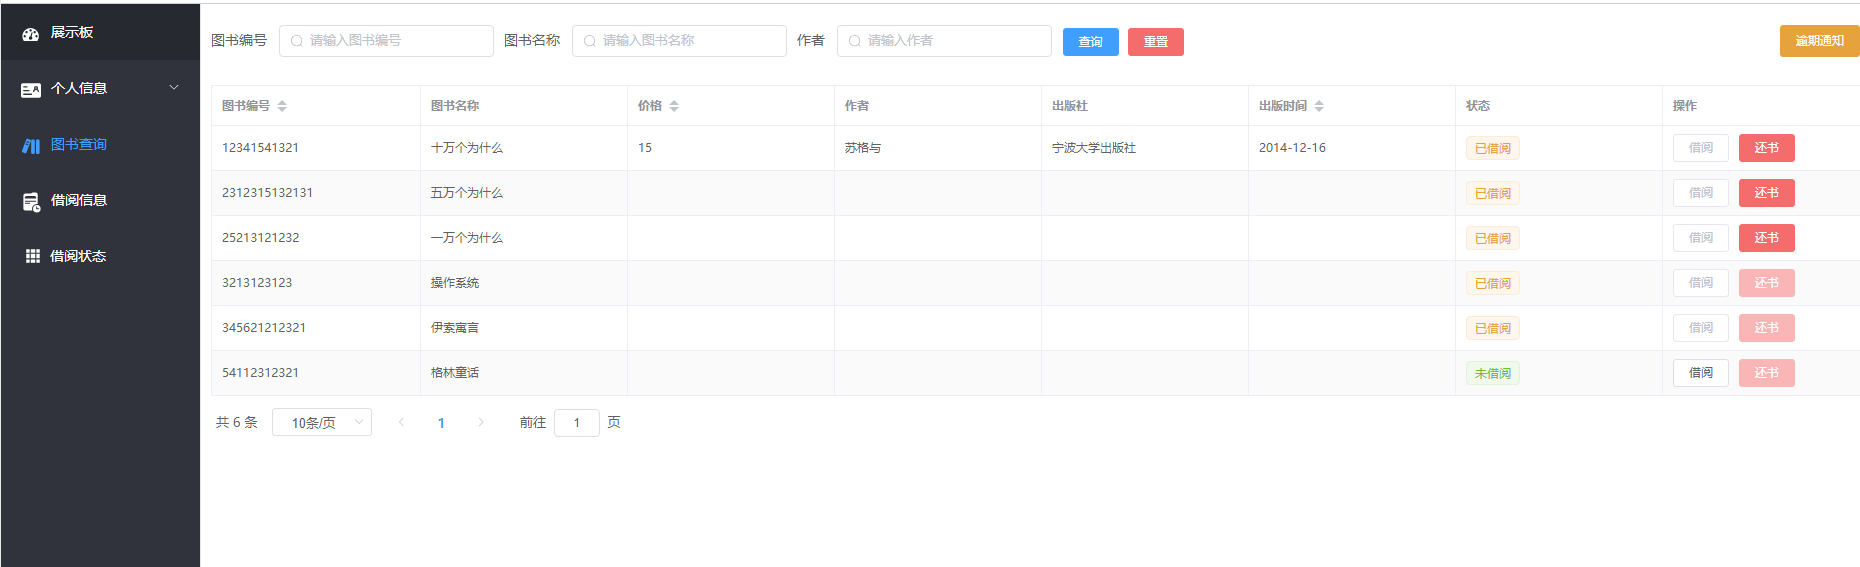 展示板
个人信息
图书查询
借阅信息
借阅状态
图书编号 请输入图书编号 图书名称 请输入图书名称 作者 请输入作者 查询 重置 逾期通知
图书编号 图书名称 价格 作者 出版社 出版时间 状态 操作
12341541321 十万个为什么 15 苏格与 宁波大学出版社 2014-12-16 已借阅 借阅 还书
2312315132131 五万个为什么 已借阅 借阅 还书
25213121232 一万个为什么 已借阅 借阅 还书
3213123123 操作系统 已借阅 借阅 还书
345621212321 伊索寓言 已借阅 借阅 还书
54112312321 格林童话 未借阅 借阅 还书
共 6 条 10条/页 1 前往 1 页